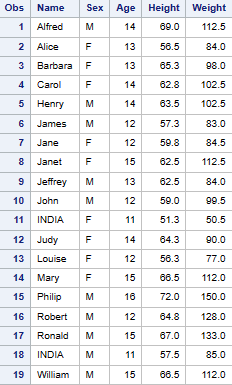 Obs Name Sex Age Height Weight
1 Alfred M 14 69.0 112.5
2 Alice F 13 56.5 84.0
3 Barbara F 13 65.3 98.0
4 Carol F 14 62.8 102.5
5 Henry M 14 63.5 102.5
6 James M 12 57.3 83.0
7 Jane F 12 59.8 84.5
8 Janet F 15 62.5 112.5
9 Jeffrey M 13 62.5 84.0
10 John M 12 59.0 99.5
11 INDIA F 11 51.3 50.5
12 Judy F 14 64.3 90.0
13 Louise F 12 56.3 77.0
14 Mary F 15 66.5 112.0
15 Philip M 16 72.0 150.0
16 Robert M 12 64.8 128.0
17 Ronald M 15 67.0 133.0
18 INDIA M 11 57.5 85.0
19 William M 15 66.5 112.0